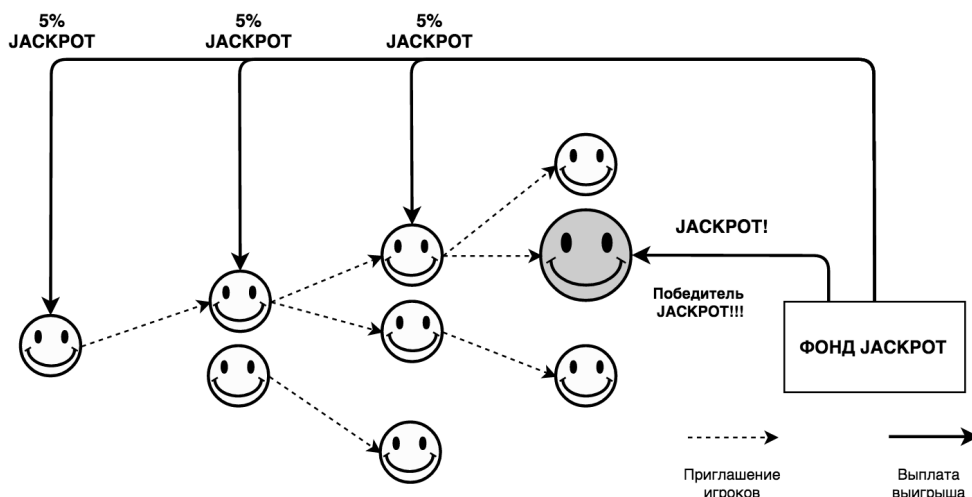 5%
JACKPOT
5%
JACKPOT
5%
JACKPOT
JACKPOT!
Победитель
JACKPOT!!!
ФОНД JACKPOT
Приглашение
игроков
Выплата
выигрыша